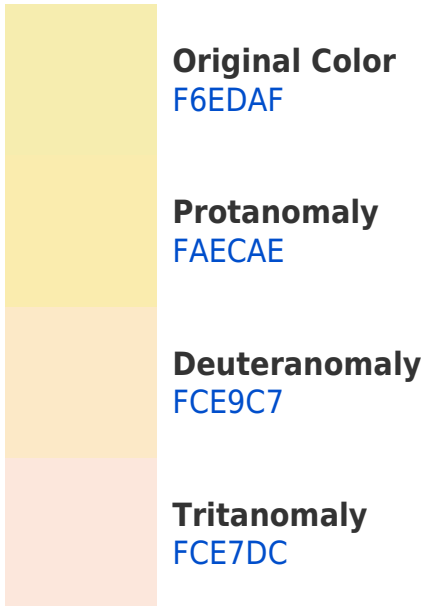 Original Color
F6EDAF
Protanomaly
FAECAE
Deuteranomaly
FCE9C7
Tritanomaly
FCE7DC